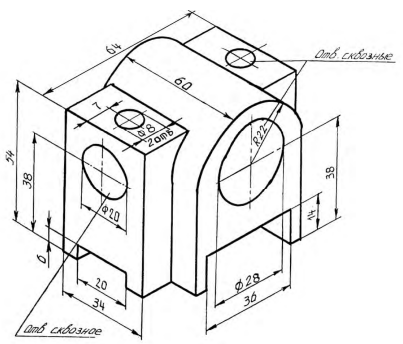 64
Отв сквозные
60
7
ф8
2отв
R22
54
38
38
ф20
14
6
20
ф28
34
36
Отв сквозное